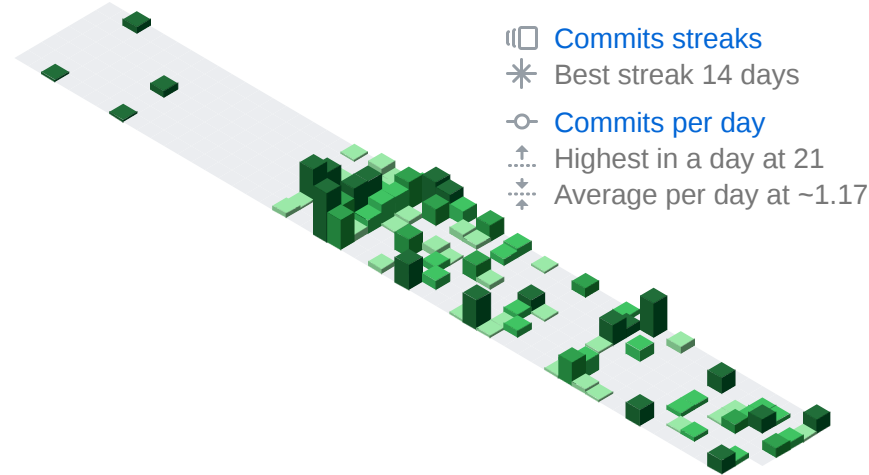 Commits streaks
Best streak 14 days
Commits per day
Highest in a day at 21
Average per day at ~1.17